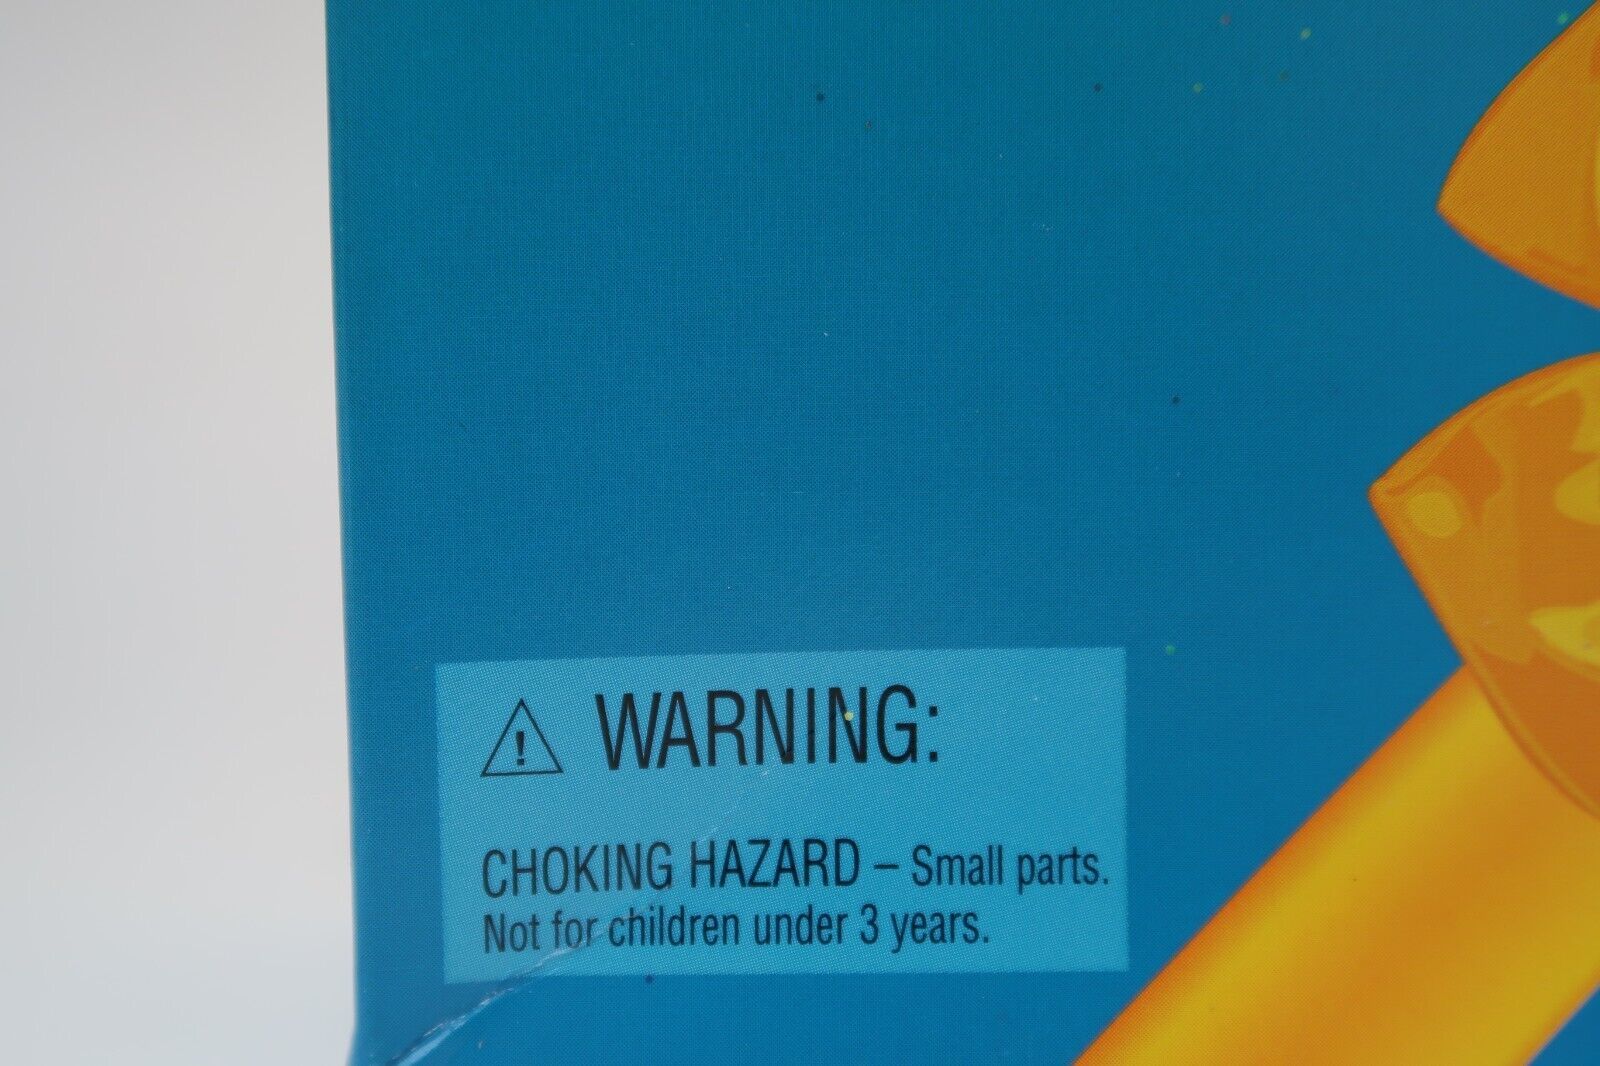 ⚠ WARNING:
CHOKING HAZARD – Small parts.
Not for children under 3 years.